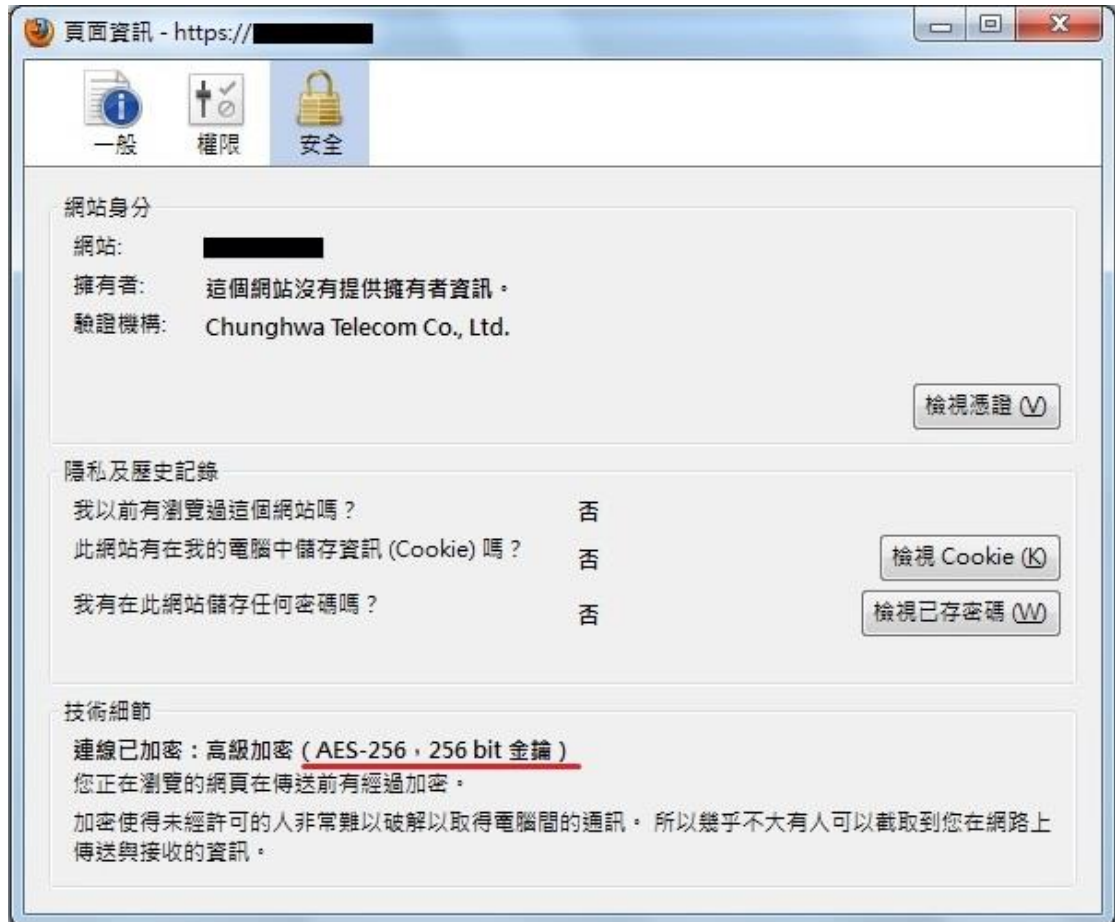 頁面資訊 - https://
一般
權限
安全
網站身分
網站:
擁有者: 這個網站沒有提供擁有者資訊。
驗證機構: Chunghwa Telecom Co., Ltd.
檢視憑證 (V)
隱私及歷史記錄
我以前有瀏覽過這個網站嗎？ 否
此網站有在我的電腦中儲存資訊 (Cookie) 嗎？ 否 檢視 Cookie (K)
我有在此網站儲存任何密碼嗎？ 否 檢視已存密碼 (W)
技術細節
連線已加密：高級加密（AES-256，256 bit 金鑰）
您正在瀏覽的網頁在傳送前有經過加密。
加密使得未經許可的人非常難以破解以取得電腦間的通訊。 所以幾乎不大有人可以截取到您在網路上
傳送與接收的資訊。